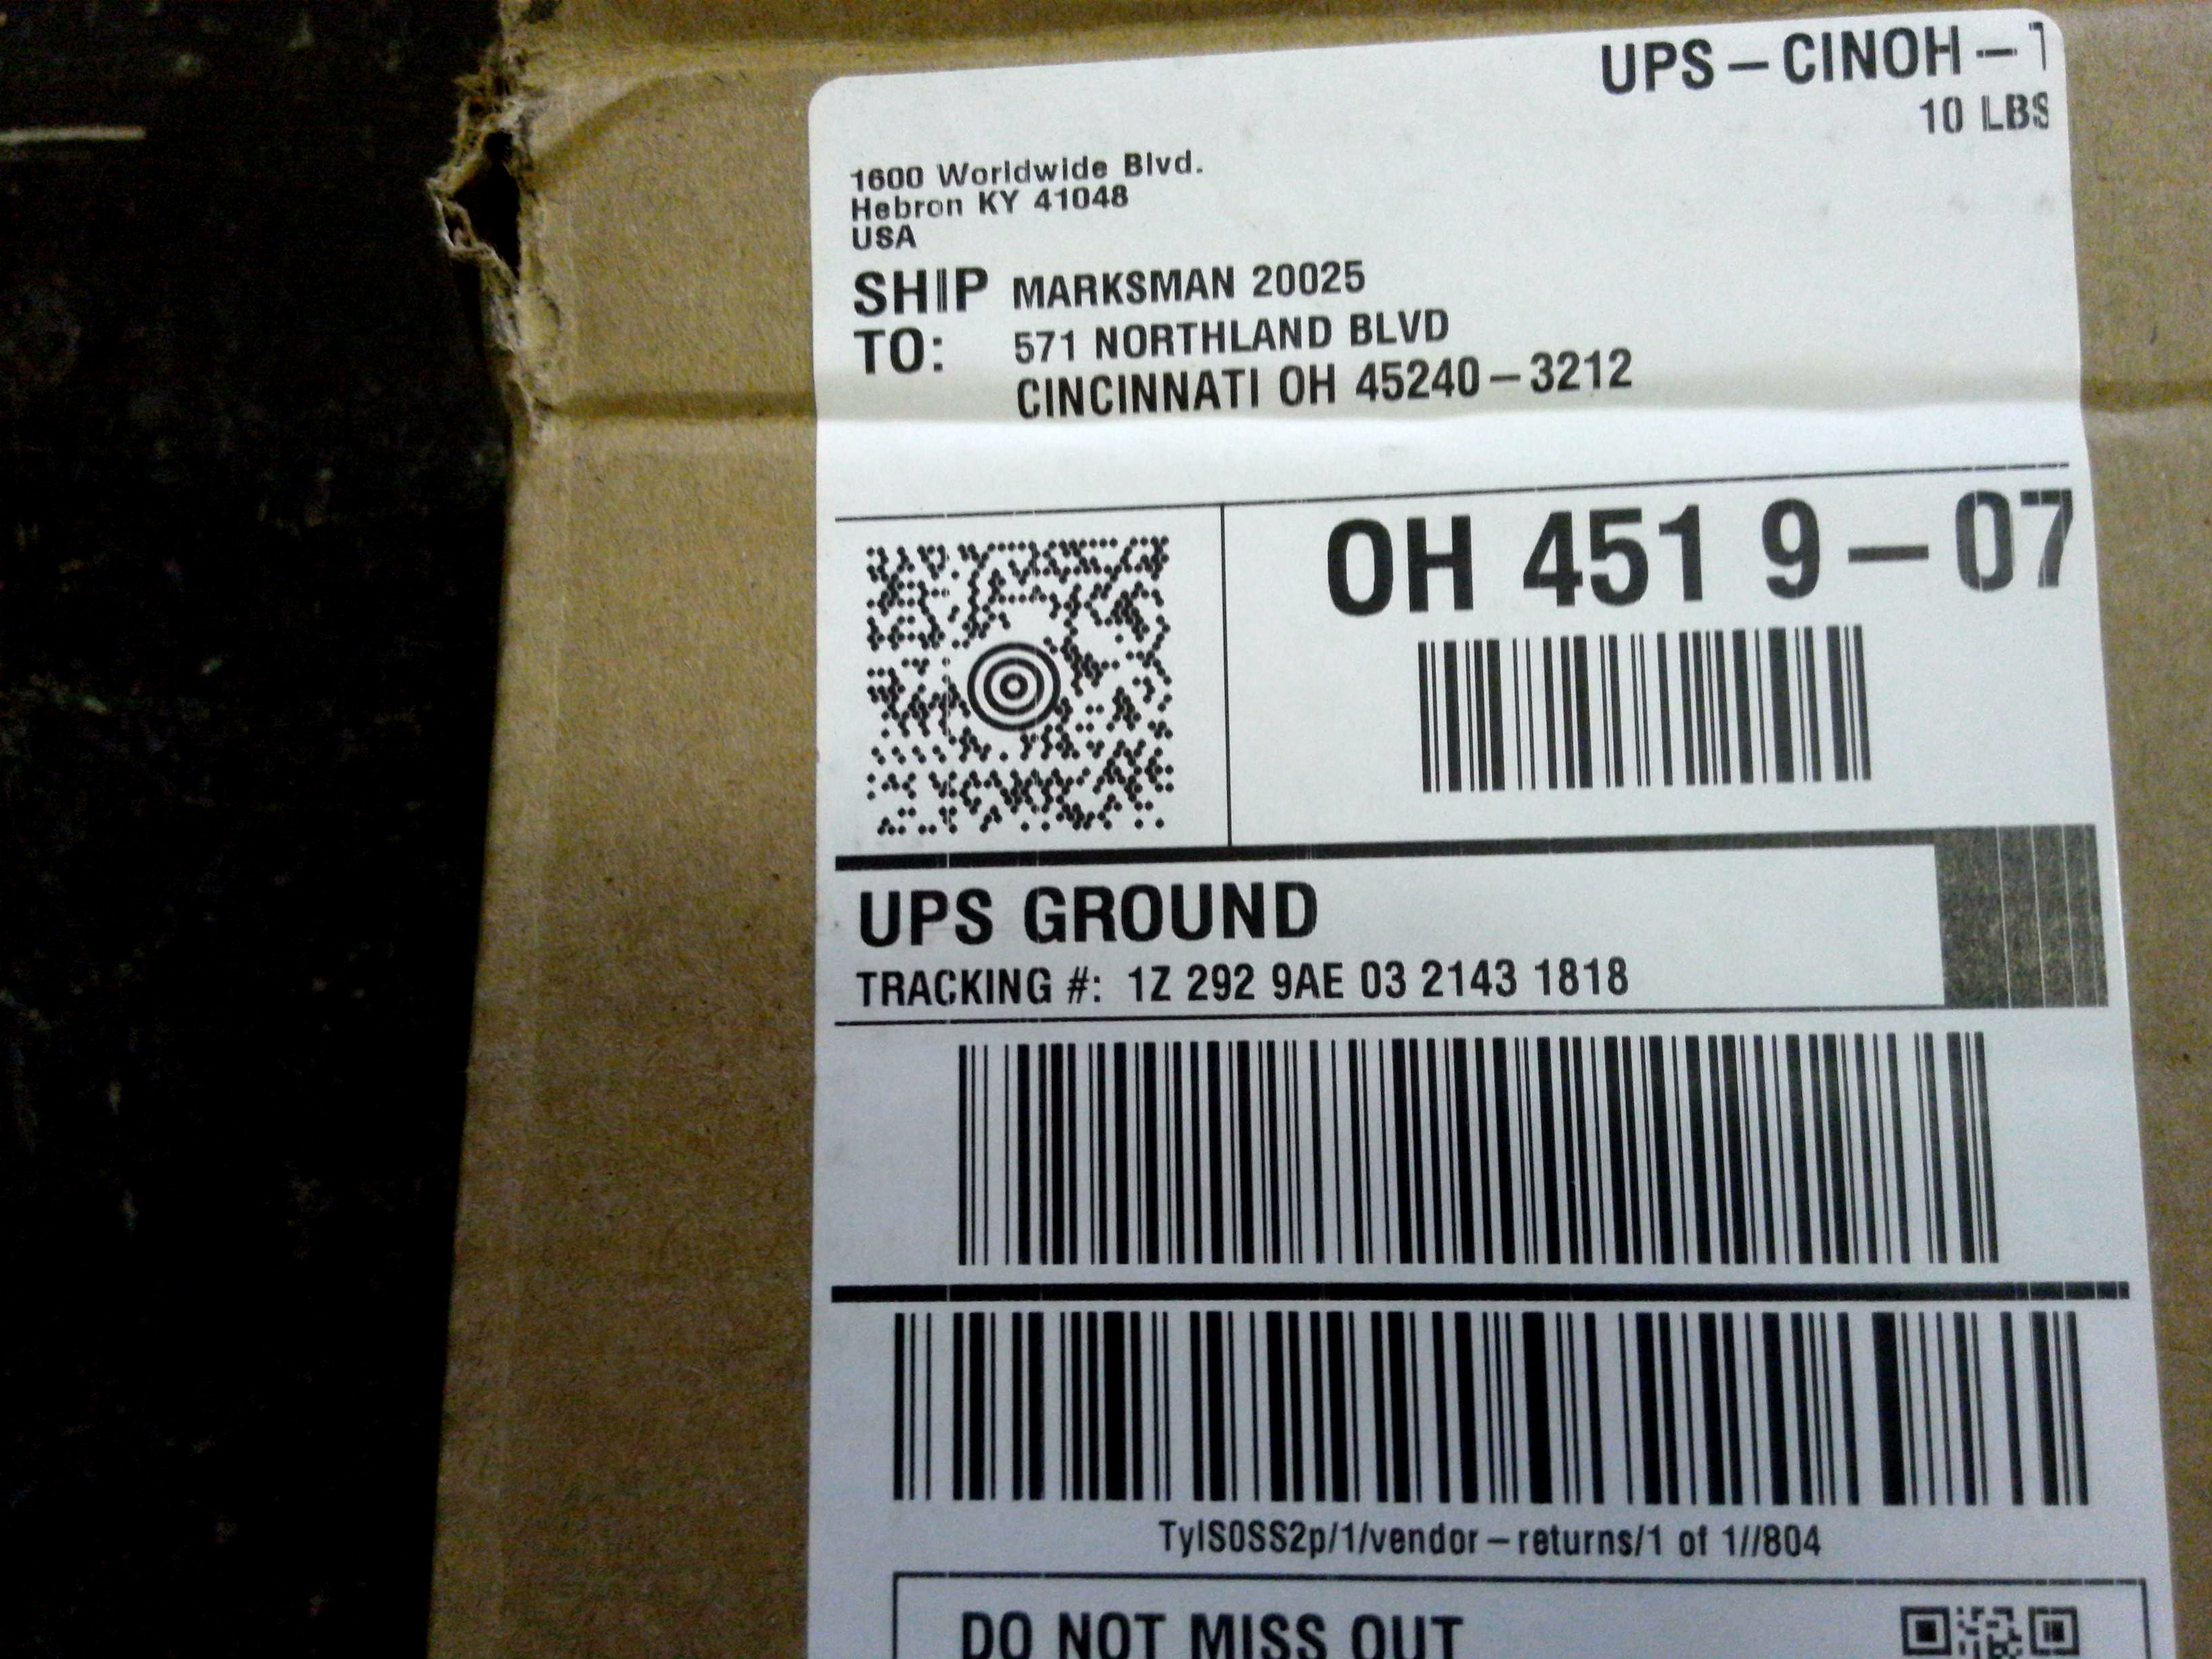 UPS – CINOH – 1
10 LBS
1600 Worldwide Blvd.
Hebron KY 41048
USA
SHIP TO: MARKSMAN 20025
571 NORTHLAND BLVD
CINCINNATI OH 45240 – 3212
OH 451 9 – 07
UPS GROUND
TRACKING #: 1Z 292 9AE 03 2143 1818
TyIS0SS2p/1/vendor – returns/1 of 1//804
DO NOT MISS OUT